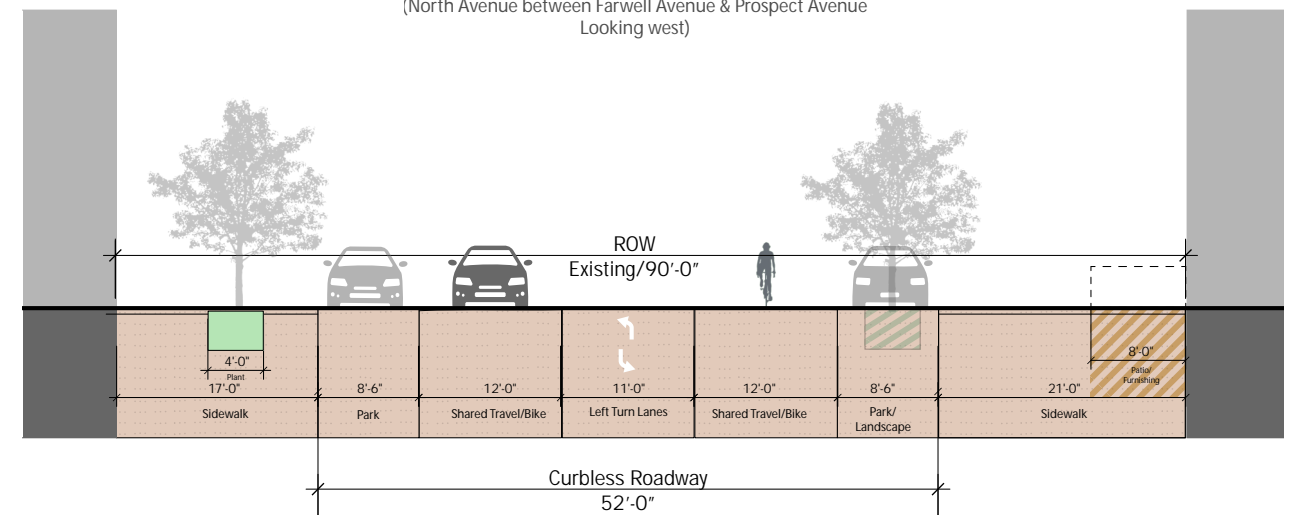 (North Avenue between Farwell Avenue & Prospect Avenue
Looking west)
ROW
Existing/90'-0"
4'-0"
Plant
8'-0"
Patio/
Furnishing
17'-0"
8'-6"
12'-0"
11'-0"
12'-0"
8'-6"
21'-0"
Sidewalk
Park
Shared Travel/Bike
Left Turn Lanes
Shared Travel/Bike
Park/
Landscape
Sidewalk
Curbless Roadway
52'-0"